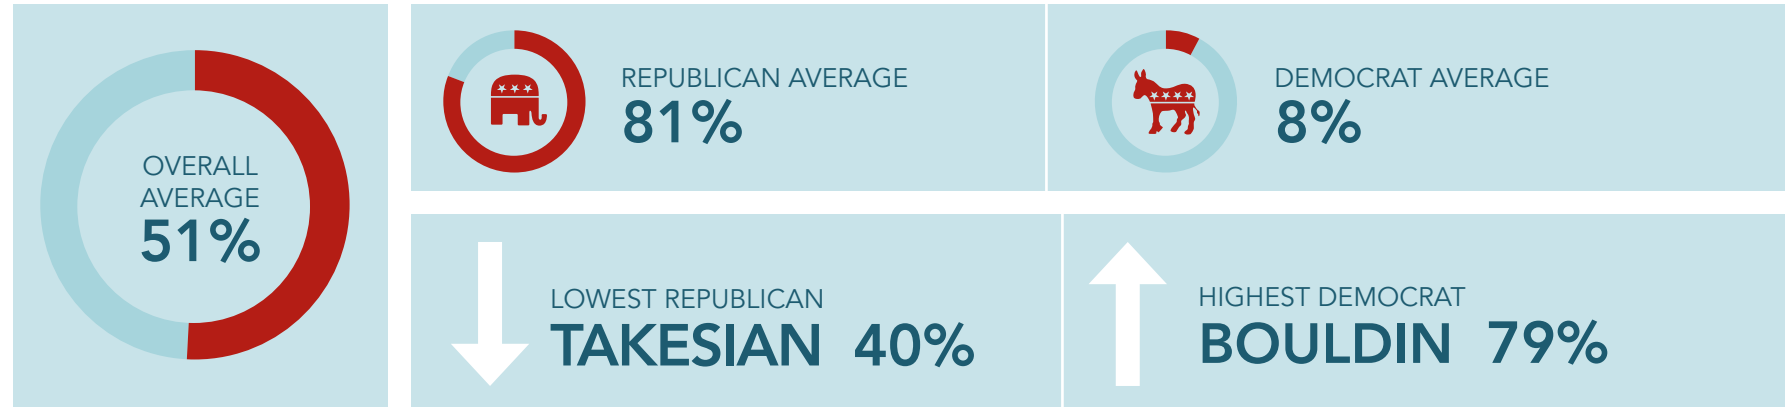 OVERALL
AVERAGE
51%
REPUBLICAN AVERAGE
81%
DEMOCRAT AVERAGE
8%
LOWEST REPUBLICAN
TAKESIAN 40%
HIGHEST DEMOCRAT
BOULDIN 79%